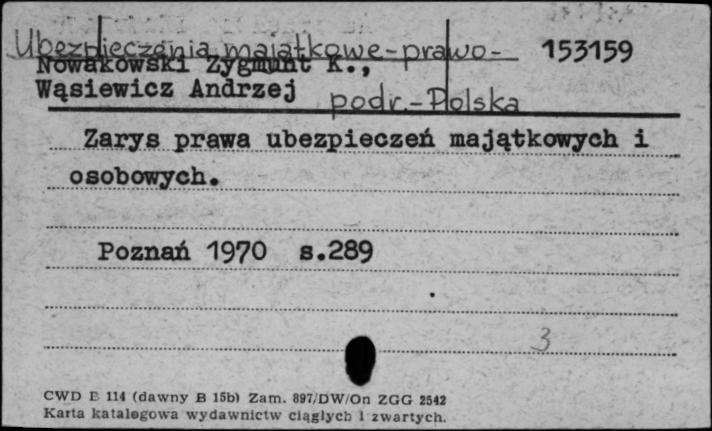 Ubezpieczenia majątkowe-prawo- 153159
Nowakowski Zygmunt K.,
Wąsiewicz Andrzej podr.-Polska
Zarys prawa ubezpieczeń majątkowych i
osobowych.
Poznań 1970 s.289
3
CWD B 114 (dawny B 15b) Zam. 897/DW/On ZGG 2542
Karta katalogowa wydawnictw ciągłych i zwartych.